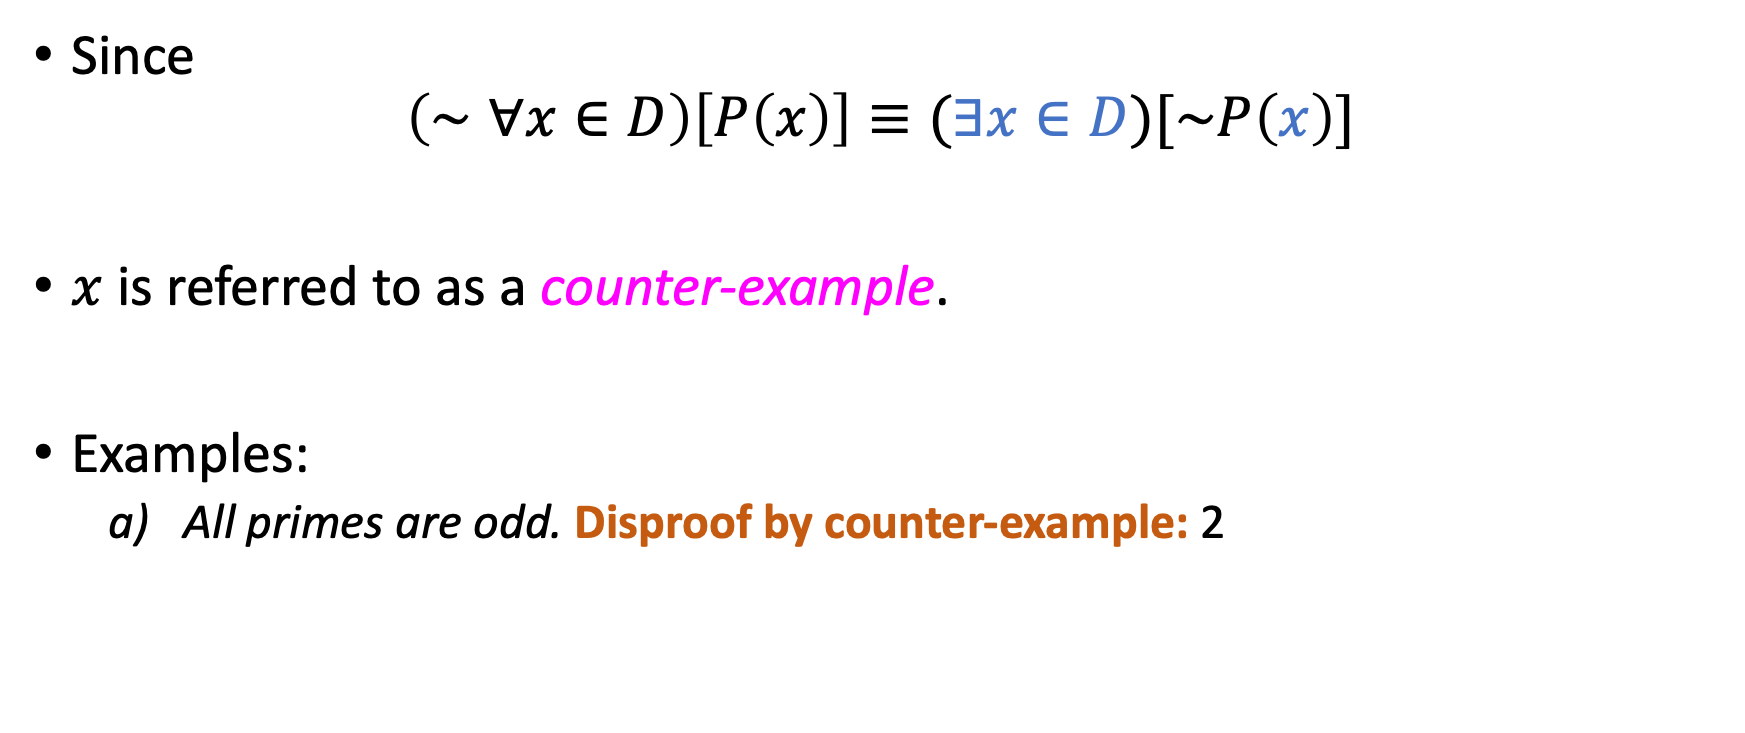 • Since
(~ ∀x ∈ D)[P(x)] ≡ (∃x ∈ D)[~P(x)]
• x is referred to as a counter-example.
• Examples:
a) All primes are odd. Disproof by counter-example: 2